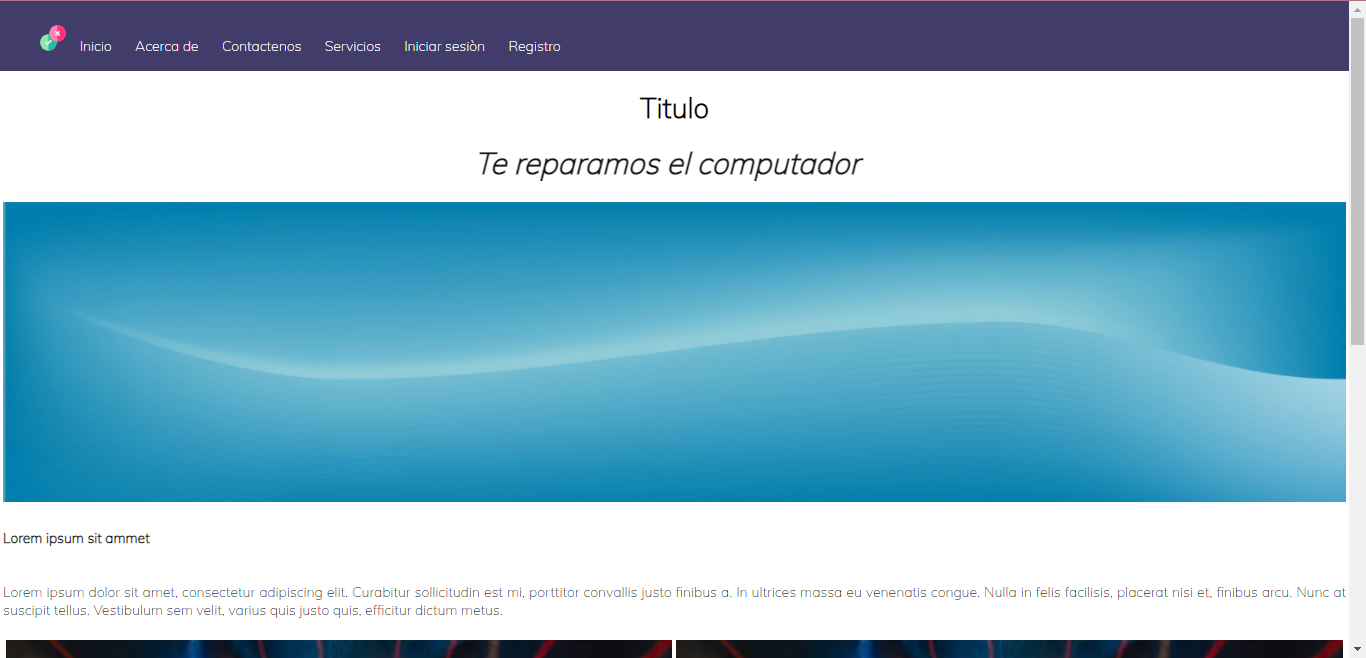 Inicio Acerca de Contactenos Servicios Iniciar sesiòn Registro
Titulo
Te reparamos el computador
Lorem ipsum sit ammet
Lorem ipsum dolor sit amet, consectetur adipiscing elit. Curabitur sollicitudin est mi, porttitor convallis justo finibus a. In ultrices massa eu venenatis congue. Nulla in felis facilisis, placerat nisi et, finibus arcu. Nunc at
suscipit tellus. Vestibulum sem velit, varius quis justo quis, efficitur dictum metus.